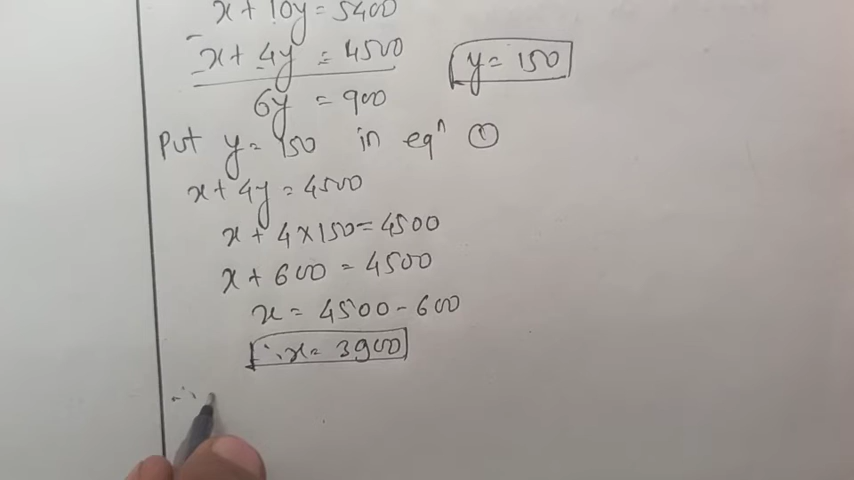 x + 10y = 5400
- x + 4y = 4500
6y = 900
y = 150
Put y = 150 in eqⁿ ①
x + 4y = 4500
x + 4 × 150 = 4500
x + 600 = 4500
x = 4500 - 600
∴ x = 3900
∴